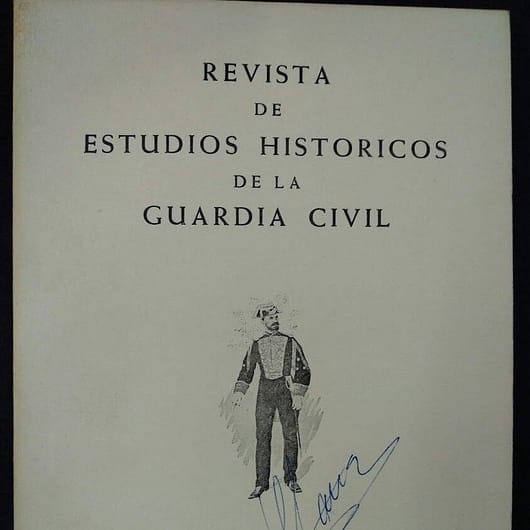 REVISTA
DE
ESTUDIOS HISTORICOS
DE LA
GUARDIA CIVIL